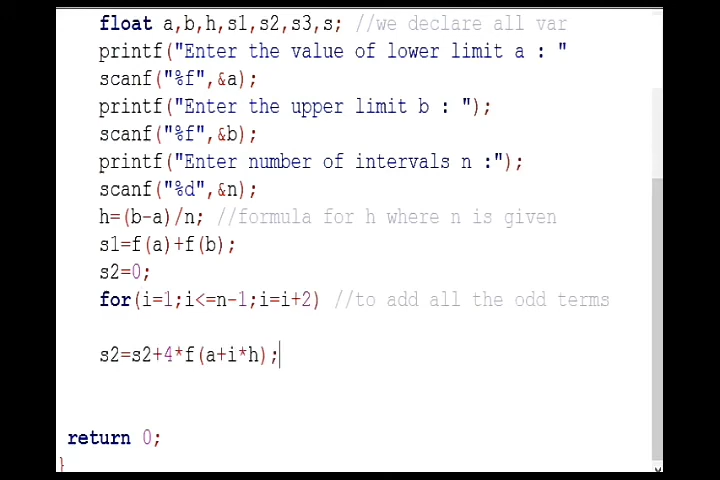 float a,b,h,s1,s2,s3,s; //we declare all var
printf("Enter the value of lower limit a : "
scanf("%f",&a);
printf("Enter the upper limit b : ");
scanf("%f",&b);
printf("Enter number of intervals n :");
scanf("%d",&n);
h=(b-a)/n; //formula for h where n is given
s1=f(a)+f(b);
s2=0;
for(i=1;i<=n-1;i=i+2) //to add all the odd terms
s2=s2+4*f(a+i*h);
return 0;
}